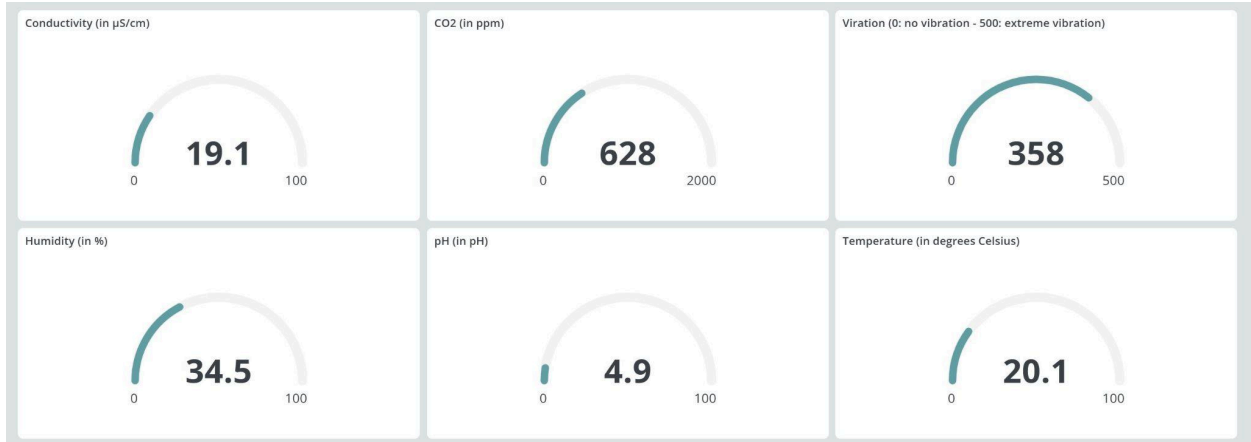 Conductivity (in µS/cm)
19.1
0 100
CO2 (in ppm)
628
0 2000
Viration (0: no vibration - 500: extreme vibration)
358
0 500
Humidity (in %)
34.5
0 100
pH (in pH)
4.9
0 100
Temperature (in degrees Celsius)
20.1
0 100